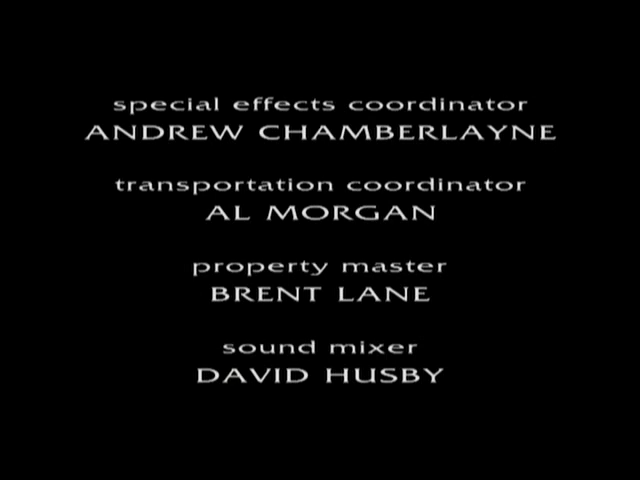 special effects coordinator
ANDREW CHAMBERLAYNE
transportation coordinator
AL MORGAN
property master
BRENT LANE
sound mixer
DAVID HUSBY